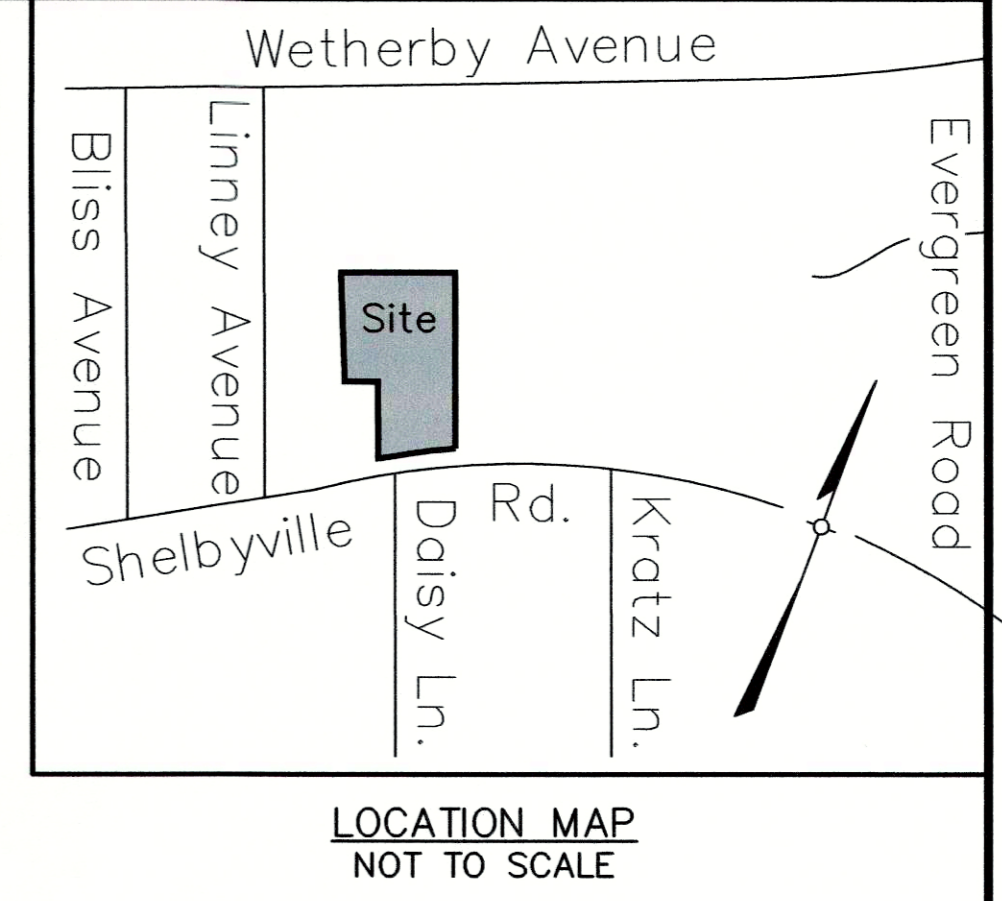 Wetherby Avenue
Bliss Avenue
Linney Avenue
Evergreen Road
Site
Shelbyville Rd.
Daisy Ln.
Kratz Ln.
LOCATION MAP
NOT TO SCALE